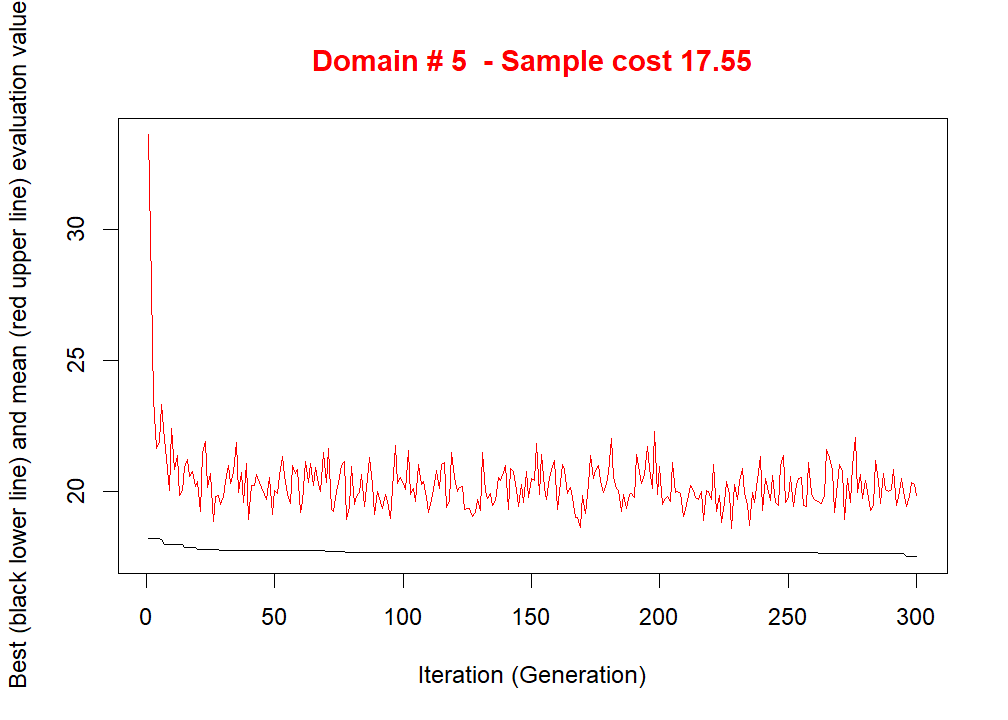 Domain # 5  - Sample cost 17.55
Best (black lower line) and mean (red upper line) evaluation value
30
25
20
0 50 100 150 200 250 300
Iteration (Generation)